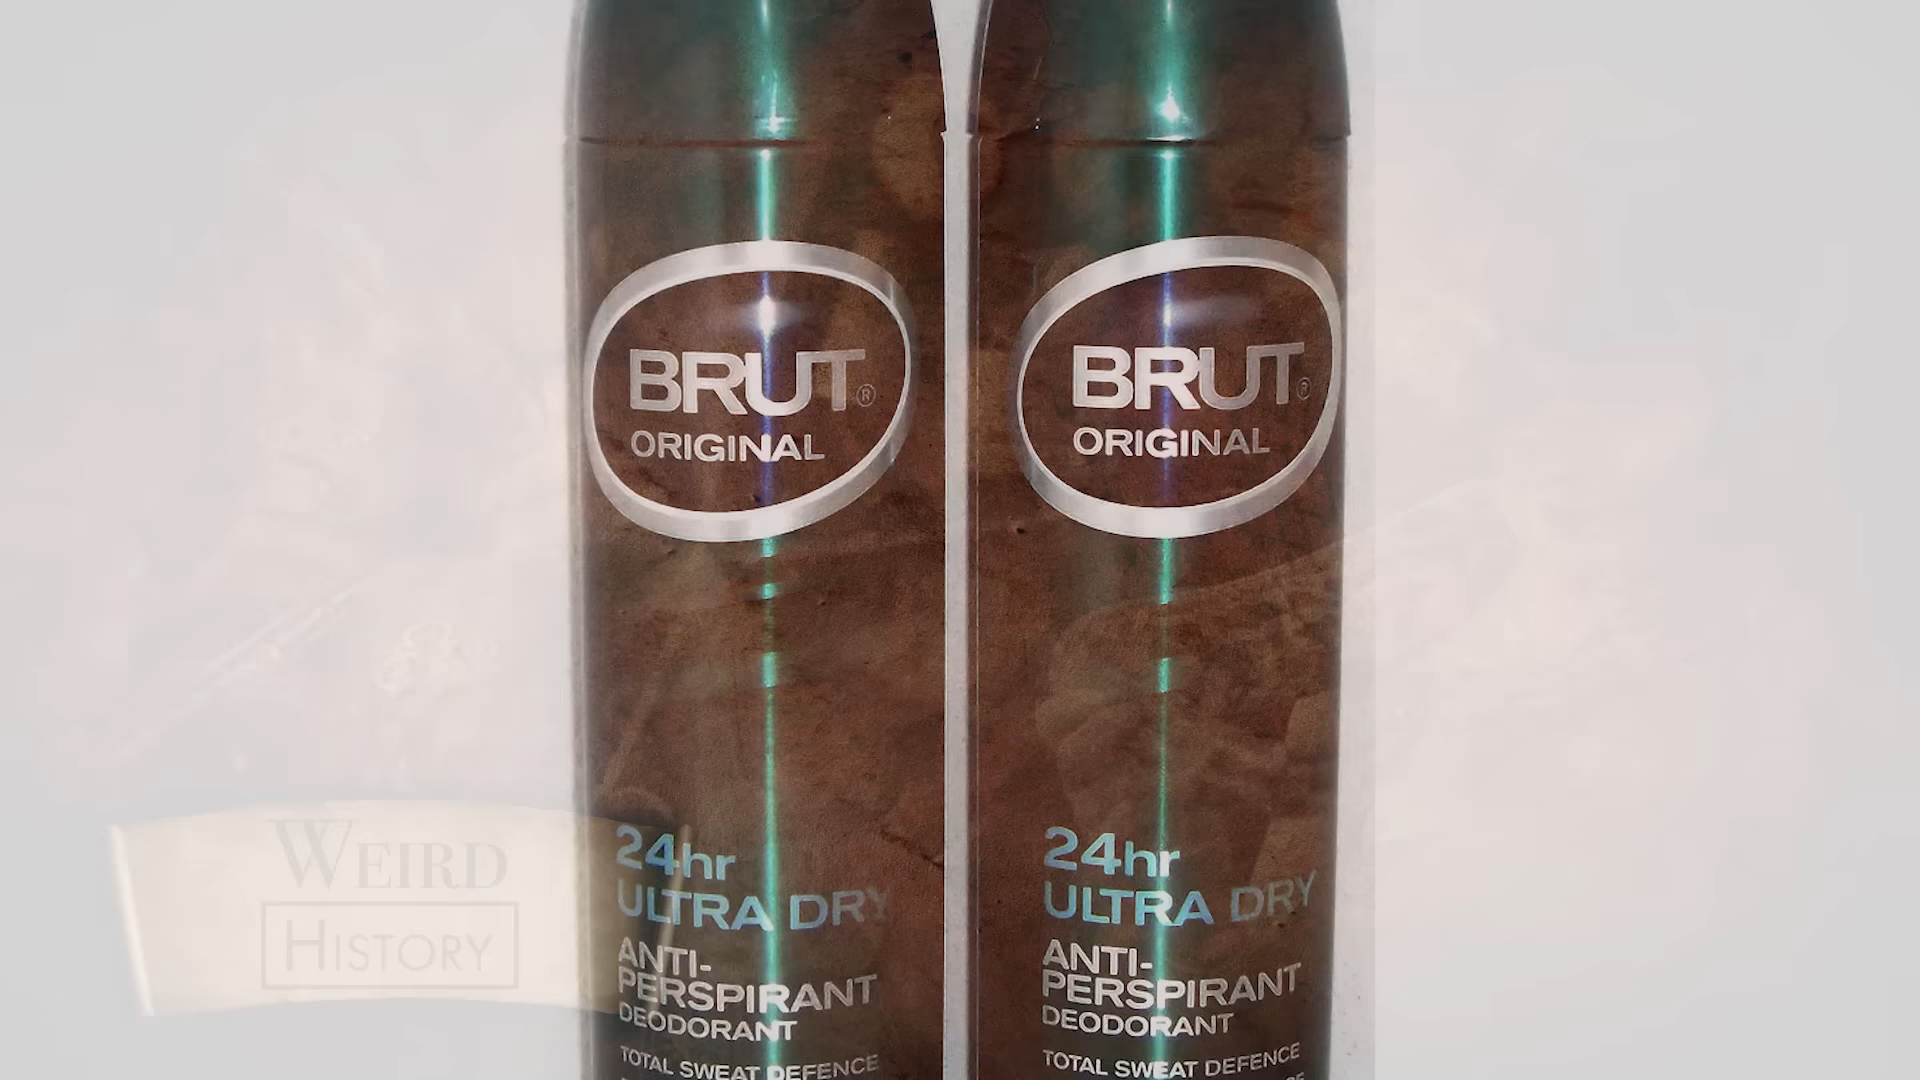 BRUT®
ORIGINAL
24hr
ULTRA DRY
ANTI-
PERSPIRANT
DEODORANT
TOTAL SWEAT DEFENCE
BRUT®
ORIGINAL
24hr
ULTRA DRY
ANTI-
PERSPIRANT
DEODORANT
TOTAL SWEAT DEFENCE
WEIRD
HISTORY